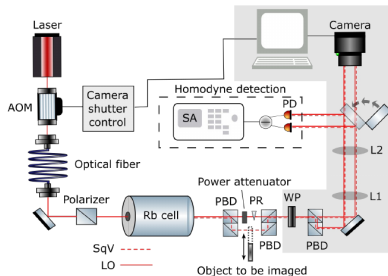 Laser
Camera
AOM
Camera
shutter
control
Homodyne detection
SA
PD
Optical fiber
L2
Polarizer
Power attenuator
L1
Rb cell
PBD
PR
WP
PBD
PBD
SqV
LO
Object to be imaged